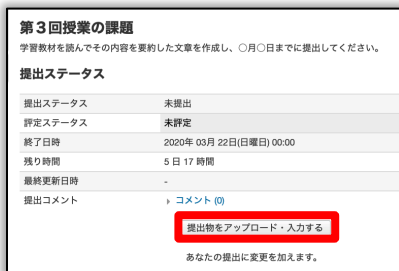 第3回授業の課題
学習教材を読んでその内容を要約した文章を作成し、〇月〇日までに提出してください。
提出ステータス
提出ステータス 未提出
評定ステータス 未評定
終了日時 2020年 03月 22日(日曜日) 00:00
残り時間 5 日 17 時間
最終更新日時 -
提出コメント コメント (0)
提出物をアップロード・入力する
あなたの提出に変更を加えます。